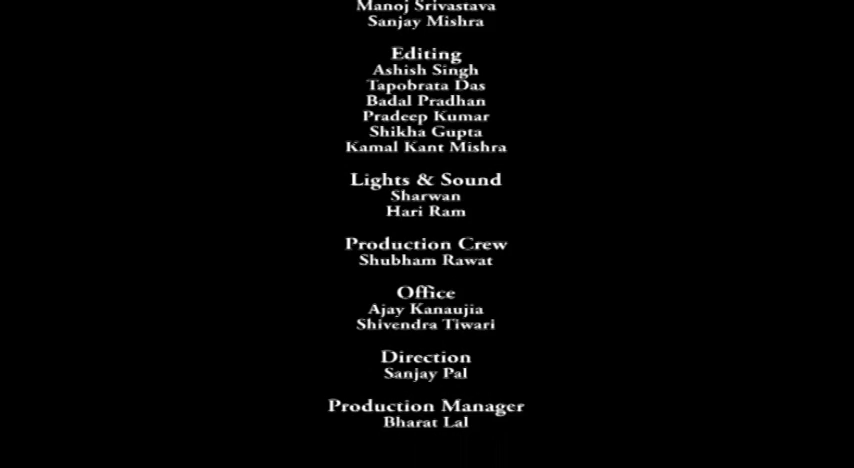 Manoj Srivastava
Sanjay Mishra
Editing
Ashish Singh
Tapobrata Das
Badal Pradhan
Pradeep Kumar
Shikha Gupta
Kamal Kant Mishra
Lights & Sound
Sharwan
Hari Ram
Production Crew
Shubham Rawat
Office
Ajay Kanaujia
Shivendra Tiwari
Direction
Sanjay Pal
Production Manager
Bharat Lal